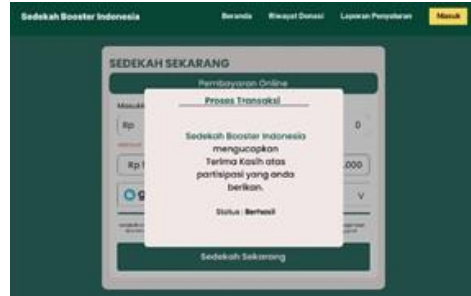 Sedekah Booster Indonesia Beranda Riwayat Donasi Laporan Penyaluran Masuk
SEDEKAH SEKARANG
Pembayaran Online
Proses Transaksi
Rp 0
Sedekah Booster Indonesia
mengucapkan
Terima Kasih atas
partisipasi yang anda
berikan.
Rp .000
Status : Berhasil
Sedekah Sekarang